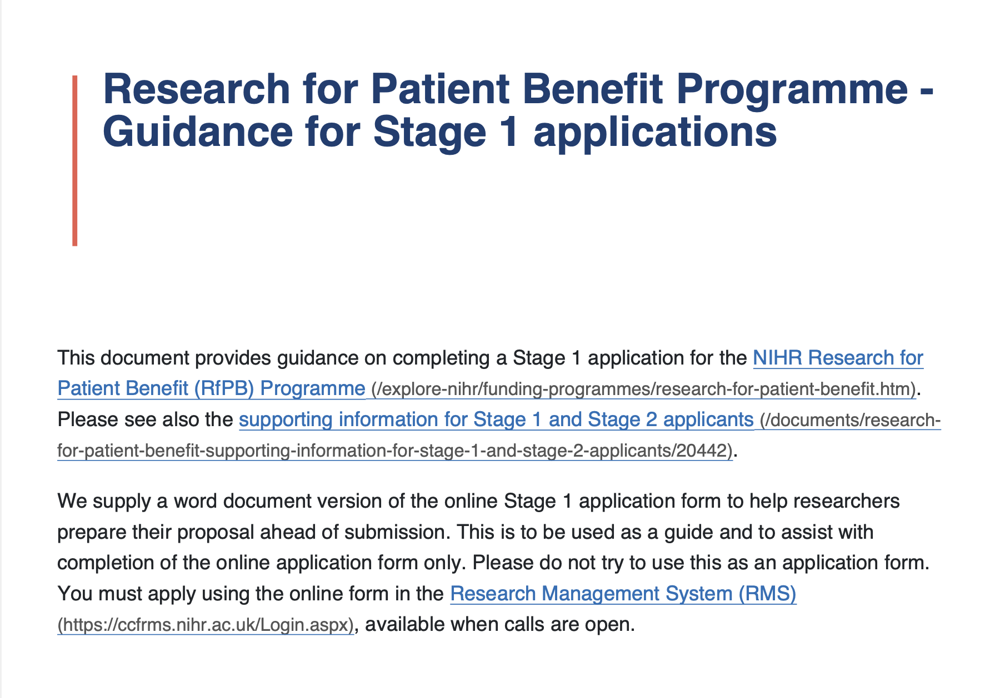 Research for Patient Benefit Programme -
Guidance for Stage 1 applications
This document provides guidance on completing a Stage 1 application for the NIHR Research for
Patient Benefit (RfPB) Programme (/explore-nihr/funding-programmes/research-for-patient-benefit.htm).
Please see also the supporting information for Stage 1 and Stage 2 applicants (/documents/research-
for-patient-benefit-supporting-information-for-stage-1-and-stage-2-applicants/20442).
We supply a word document version of the online Stage 1 application form to help researchers
prepare their proposal ahead of submission. This is to be used as a guide and to assist with
completion of the online application form only. Please do not try to use this as an application form.
You must apply using the online form in the Research Management System (RMS)
(https://ccfrms.nihr.ac.uk/Login.aspx), available when calls are open.